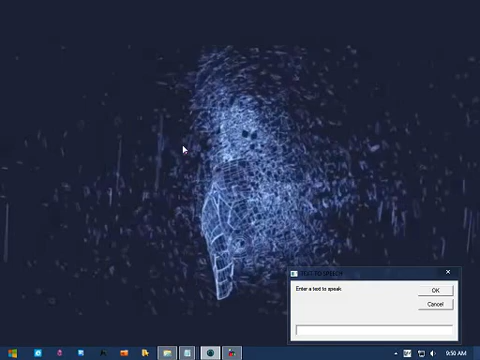 TEXT TO SPEECH
Enter a text to speak
OK
Cancel
9:50 AM